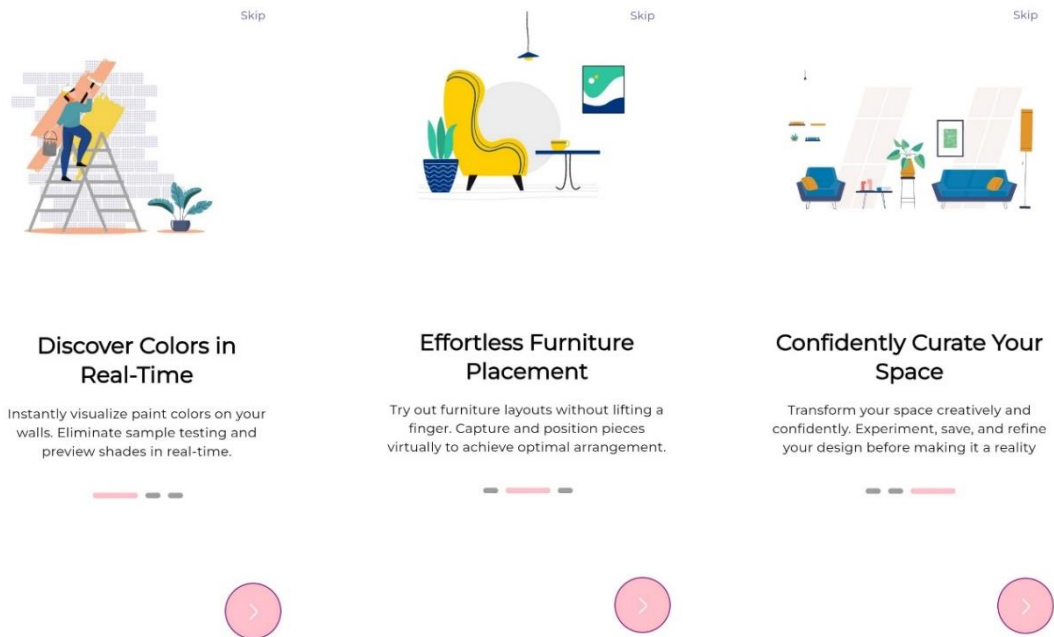 Skip
Discover Colors in
Real-Time
Instantly visualize paint colors on your
walls. Eliminate sample testing and
preview shades in real-time.
Skip
Effortless Furniture
Placement
Try out furniture layouts without lifting a
finger. Capture and position pieces
virtually to achieve optimal arrangement.
Skip
Confidently Curate Your
Space
Transform your space creatively and
confidently. Experiment, save, and refine
your design before making it a reality